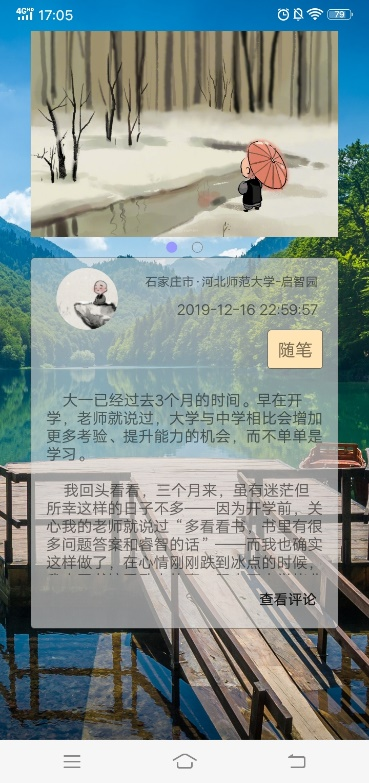 4GHD 17:05 79
石家庄市·河北师范大学-启智园
2019-12-16 22:59:57
随笔
大一已经过去3个月的时间。早在开
学，老师就说过，大学与中学相比会增加
更多考验、提升能力的机会，而不单单是
学习。
我回头看看，三个月来，虽有迷茫但
所幸这样的日子不多——因为开学前，关
心我的老师就说过“多看看书，书里有很
多问题答案和睿智的话”——而我也确实
这样做了，在心情刚刚跌到冰点的时候，
查看评论